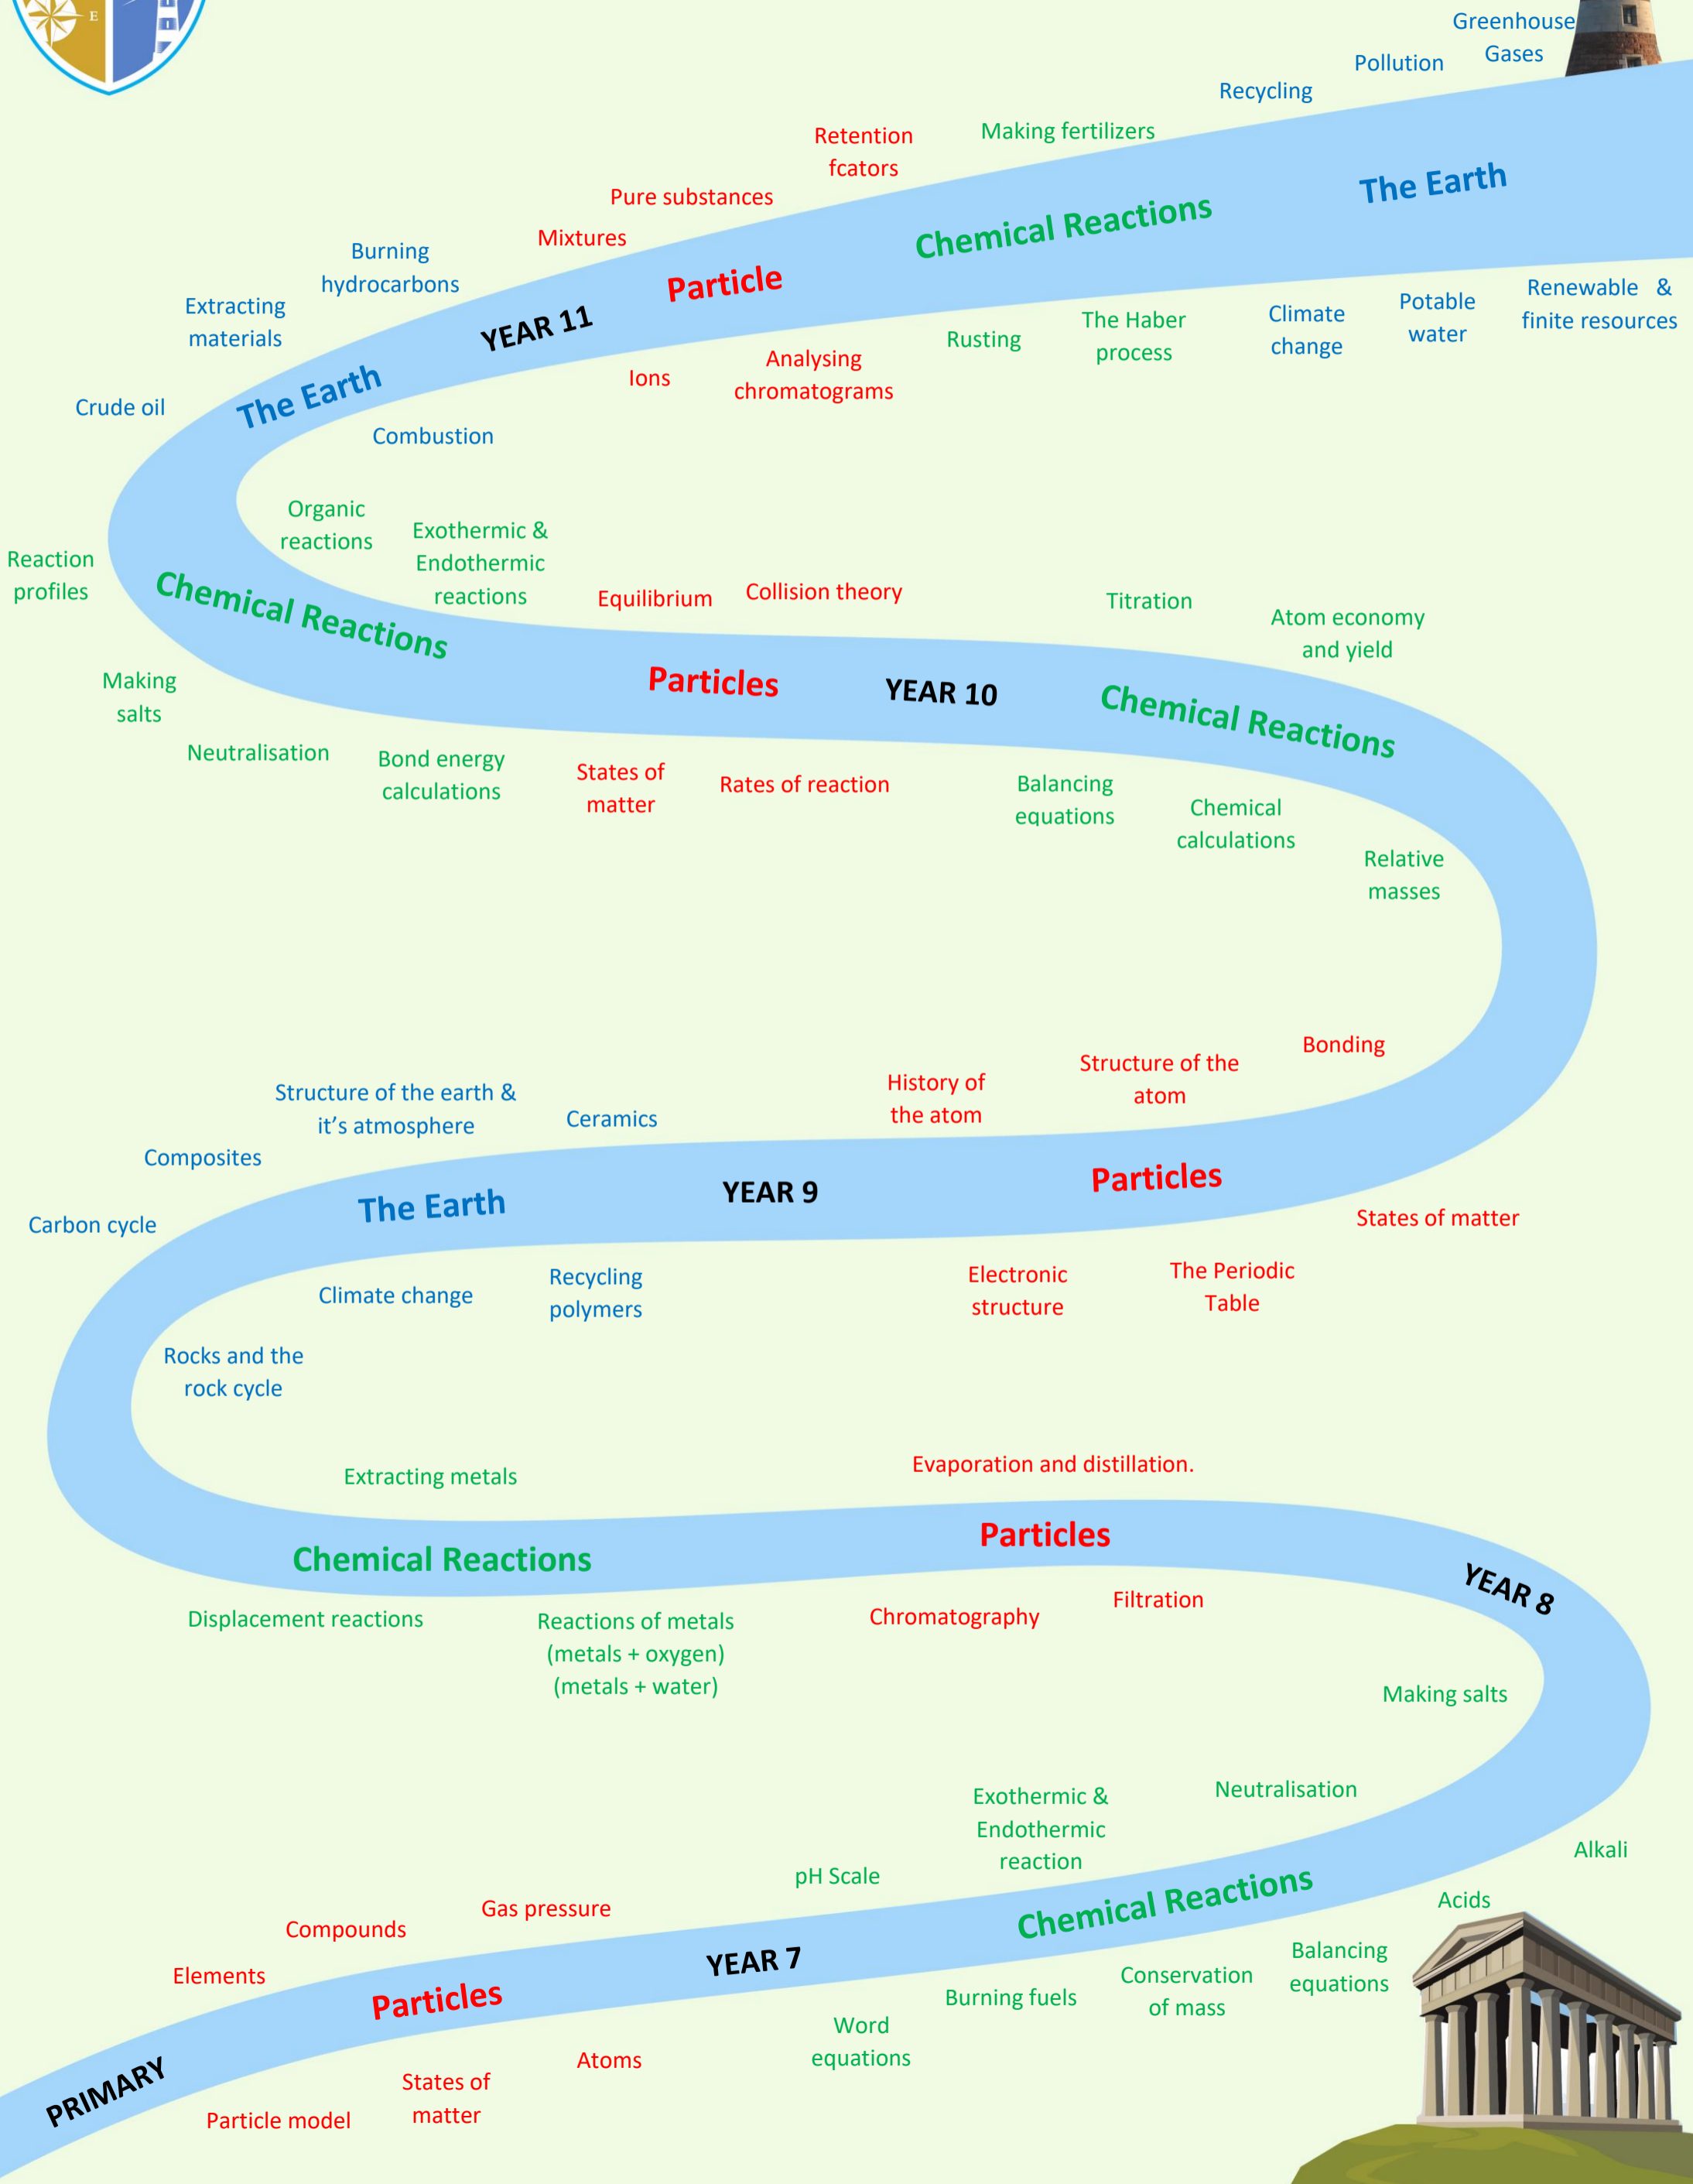 E
Greenhouse
Gases
Pollution
Recycling
Making fertilizers
Retention
fcators
Pure substances
Mixtures
Burning
hydrocarbons
Extracting
materials
Crude oil
The Earth
Chemical Reactions
Particle
YEAR 11
The Earth
Renewable &
finite resources
Potable
water
Climate
change
The Haber
process
Rusting
Analysing
chromatograms
Ions
Combustion
Organic
reactions
Exothermic &
Endothermic
reactions
Equilibrium
Collision theory
Titration
Atom economy
and yield
Reaction
profiles
Chemical Reactions
Particles
YEAR 10
Chemical Reactions
Making
salts
Neutralisation
Bond energy
calculations
States of
matter
Rates of reaction
Balancing
equations
Chemical
calculations
Relative
masses
Bonding
Structure of the
atom
History of
the atom
Ceramics
Structure of the earth &
it’s atmosphere
Composites
Carbon cycle
The Earth
YEAR 9
Particles
States of matter
The Periodic
Table
Electronic
structure
Recycling
polymers
Climate change
Rocks and the
rock cycle
Extracting metals
Evaporation and distillation.
Chemical Reactions
Particles
YEAR 8
Displacement reactions
Reactions of metals
(metals + oxygen)
(metals + water)
Chromatography
Filtration
Making salts
Neutralisation
Exothermic &
Endothermic
reaction
pH Scale
Alkali
Acids
Gas pressure
Compounds
Elements
Chemical Reactions
YEAR 7
Particles
PRIMARY
Balancing
equations
Conservation
of mass
Burning fuels
Word
equations
Atoms
States of
matter
Particle model